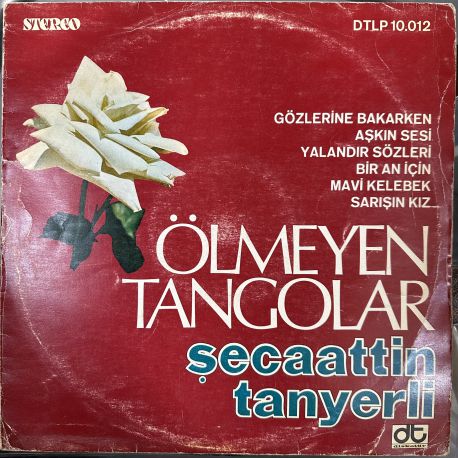 STEREO
DTLP 10.012
GÖZLERİNE BAKARKEN
AŞKIN SESİ
YALANDIR SÖZLERİ
BİR AN İÇİN
MAVİ KELEBEK
SARIŞIN KIZ
ÖLMEYEN
TANGOLAR
şecaattin
tanyerli
dt